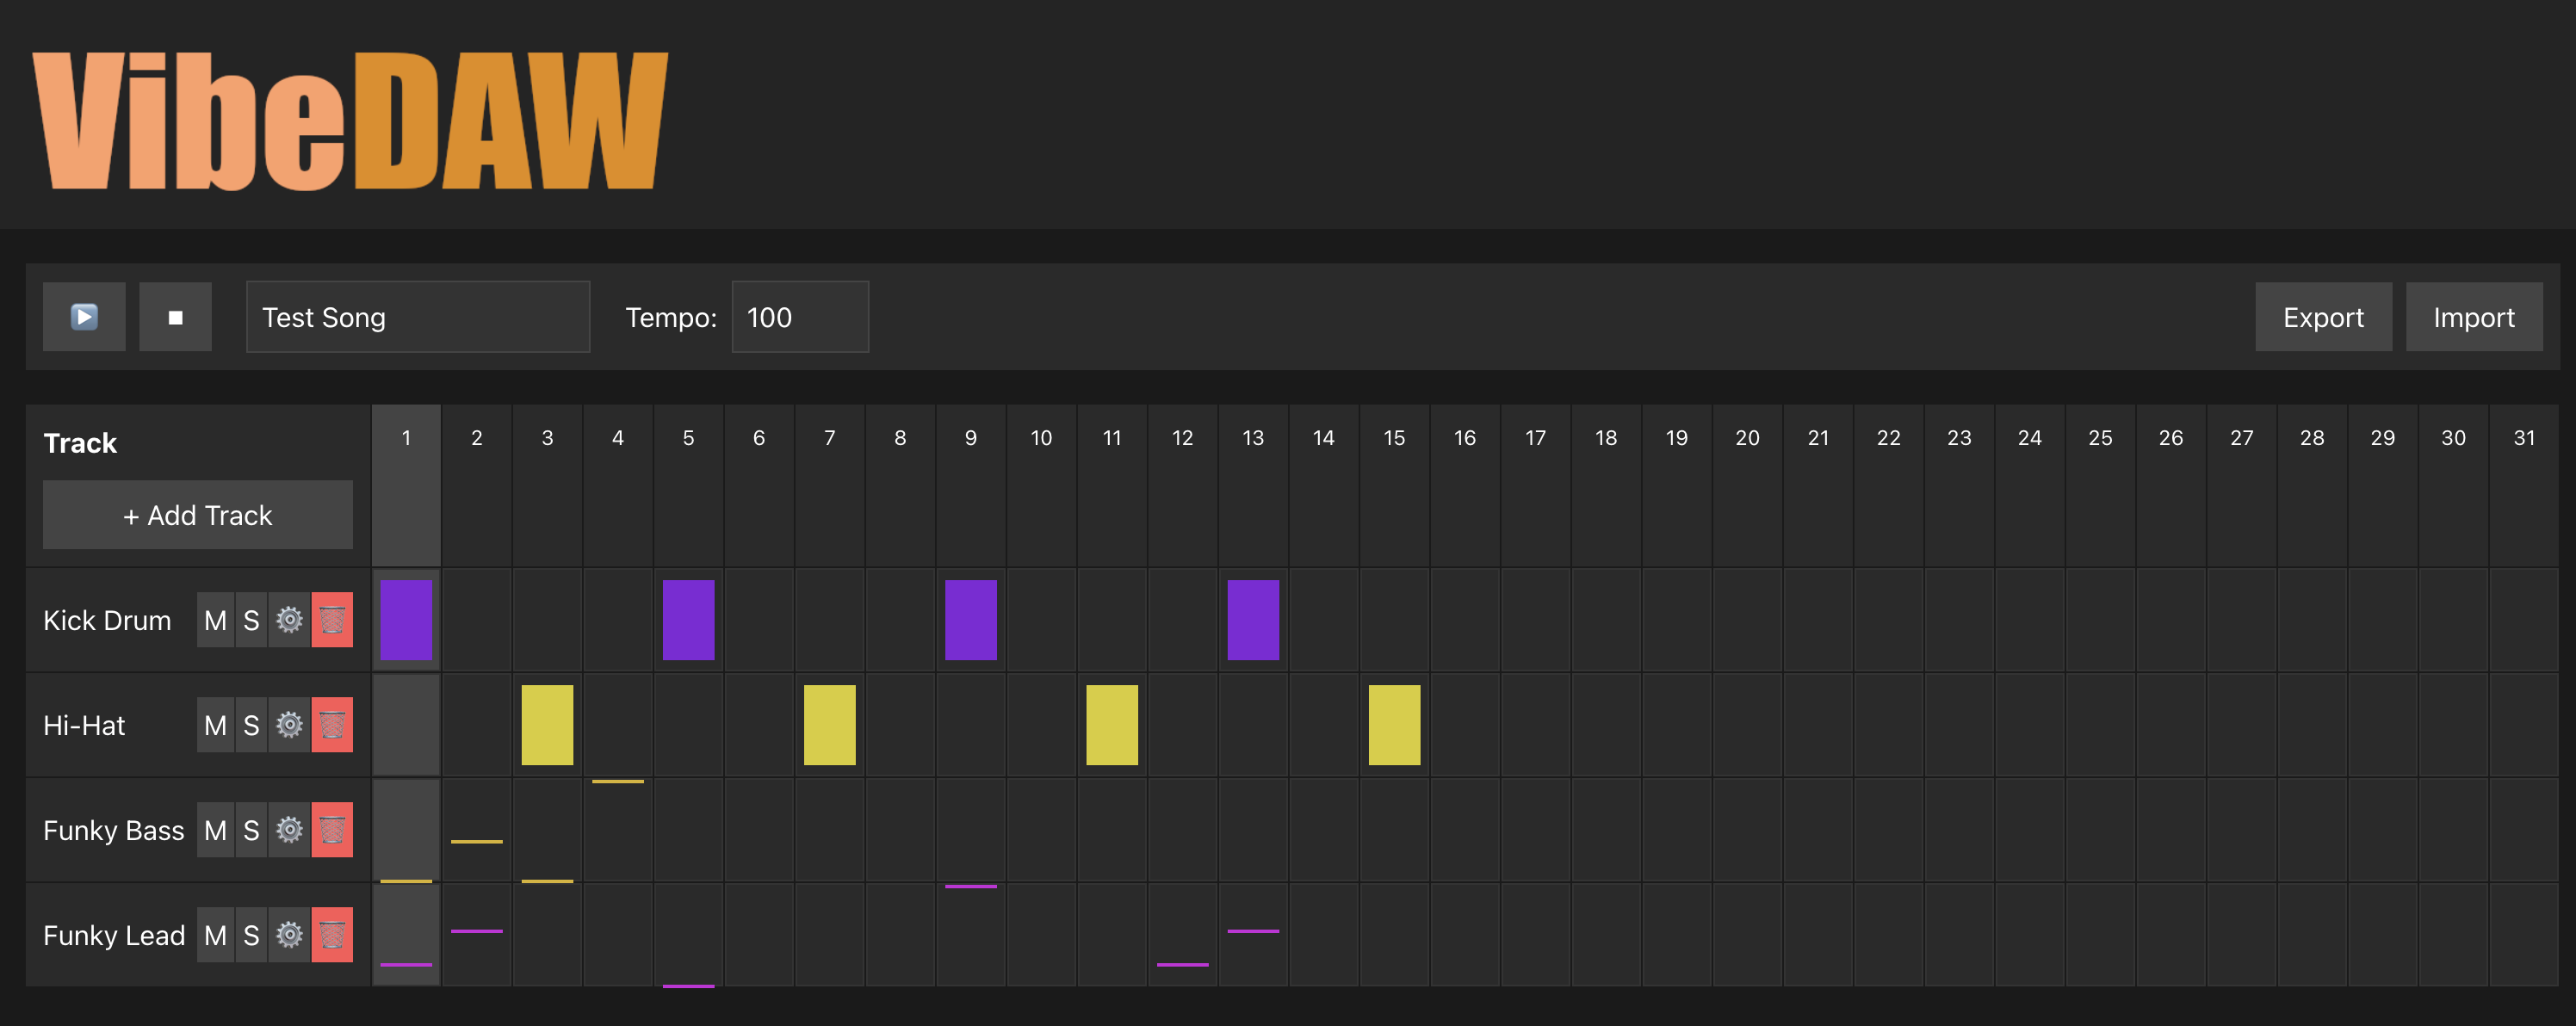 VibeDAW
Test Song Tempo: 100 Export Import
Track 1 2 3 4 5 6 7 8 9 10 11 12 13 14 15 16 17 18 19 20 21 22 23 24 25 26 27 28 29 30 31
+ Add Track
Kick Drum M S
Hi-Hat M S
Funky Bass M S
Funky Lead M S